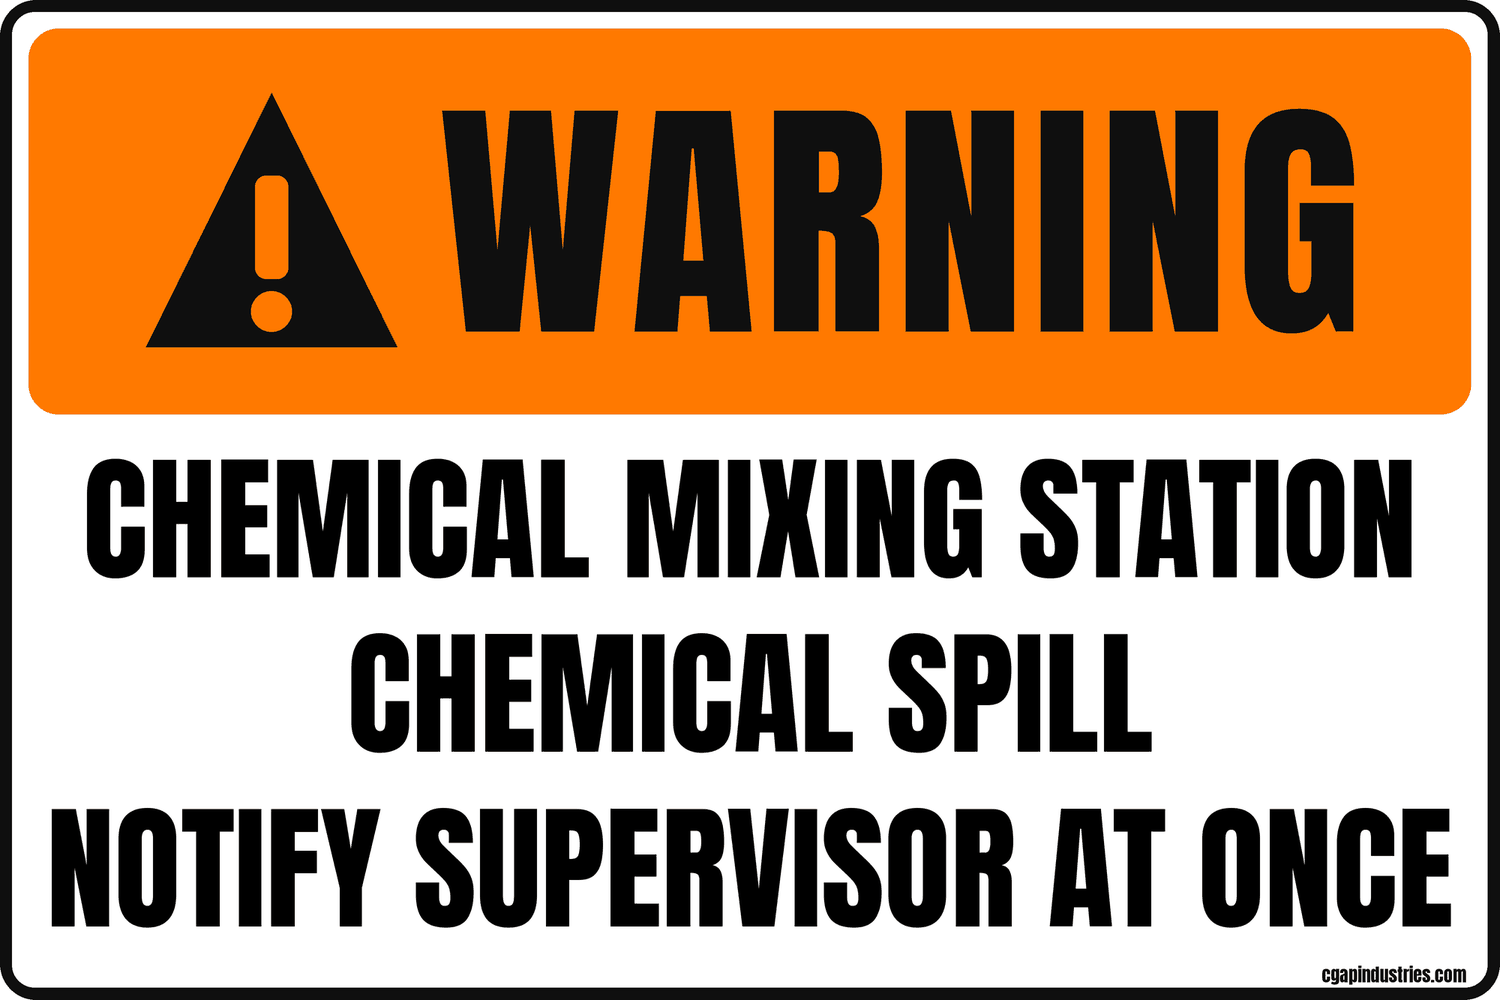 WARNING
CHEMICAL MIXING STATION
CHEMICAL SPILL
NOTIFY SUPERVISOR AT ONCE
cgapindustries.com